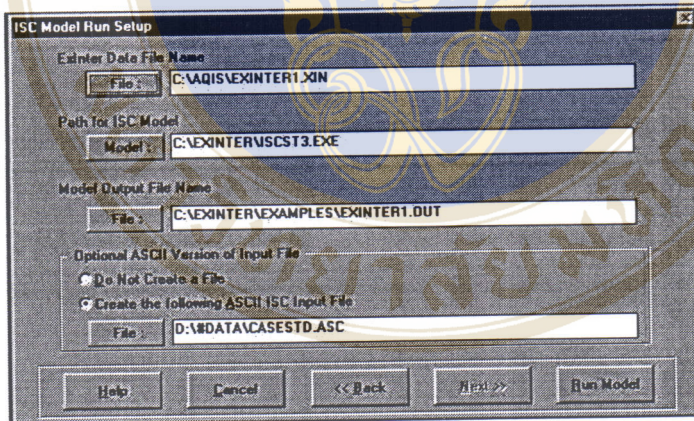 ISC Model Run Setup
ExInter Data File Name
File : C:\AQIS\EXINTER1.XIN
Path for ISC Model
Model : C:\EXINTER\ISCST3.EXE
Model Output File Name
File : C:\EXINTER\EXAMPLES\EXINTER1.OUT
Optional ASCII Version of Input File
Do Not Create a File
Create the following ASCII ISC Input File
File : D:\#DATA\CASESTD.ASC
Help Cancel << Back Next >> Run Model